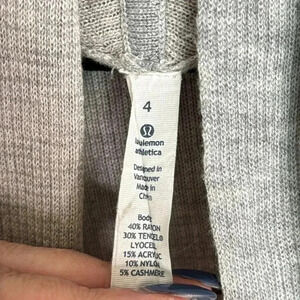 4
lululemon
athletica
Designed in
Vancouver
Made in
China
Body
40% RAYON
30% TENCEL®
LYOCELL
15% ACRYLIC
10% NYLON
5% CASHMERE